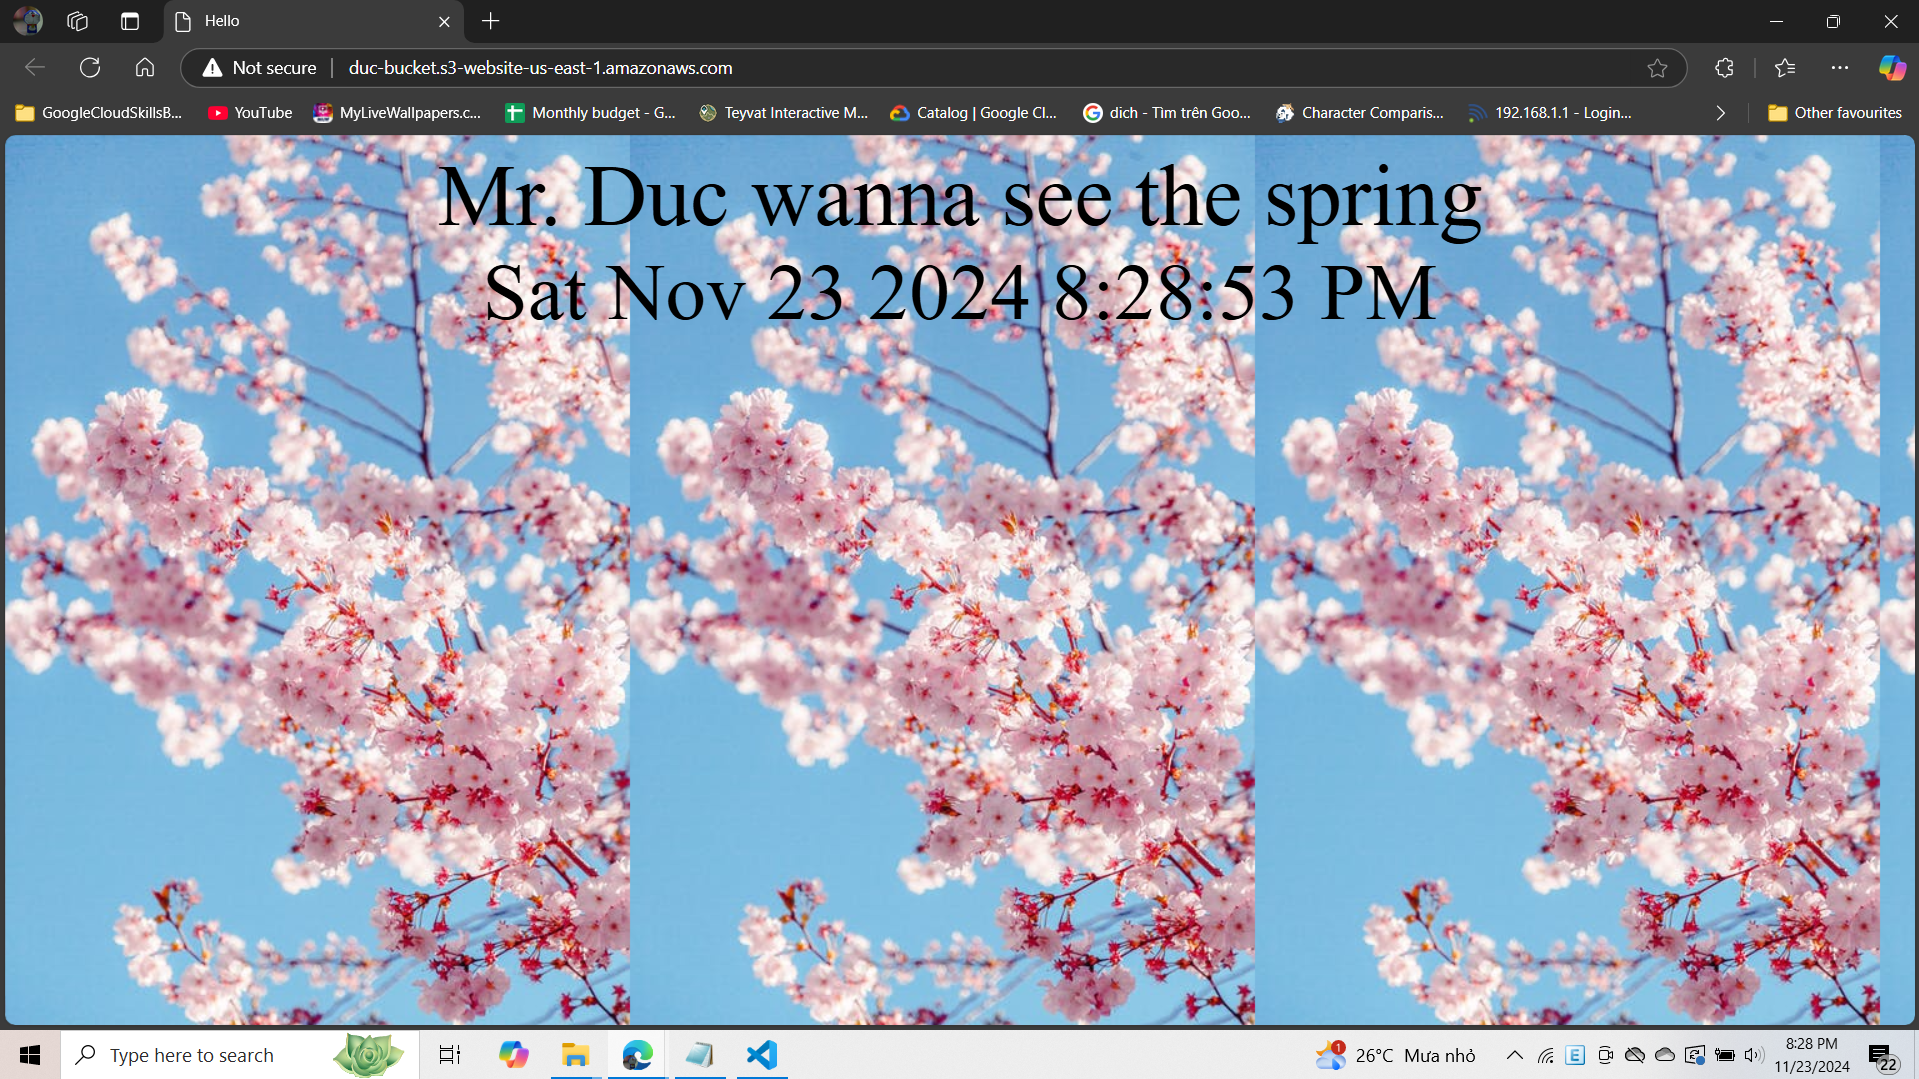 Hello
Not secure
duc-bucket.s3-website-us-east-1.amazonaws.com
GoogleCloudSkillsB...
YouTube
MyLiveWallpapers.c...
Monthly budget - G...
Teyvat Interactive M...
Catalog | Google Cl...
dich - Tìm trên Goo...
Character Comparis...
192.168.1.1 - Login...
Other favourites
Mr. Duc wanna see the spring
Sat Nov 23 2024 8:28:53 PM
Type here to search
1
26°C Mưa nhỏ
E
8:28 PM
11/23/2024
22